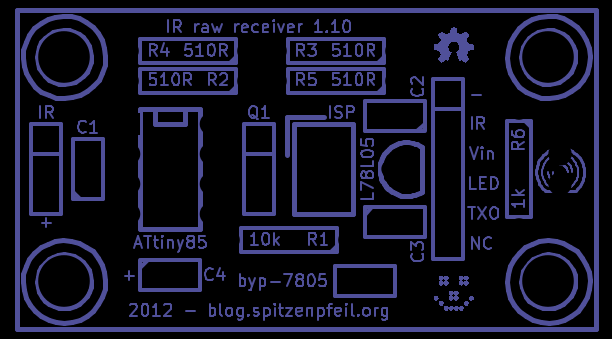 IR raw receiver 1.10
R4 510R
R3 510R
510R R2
R5 510R
C2
–
IR
C1
Q1
ISP
IR
L78L05
Vin
R6
1k
LED
+
TXO
ATtiny85
10k R1
C3
NC
+
C4
byp-7805
2012 – blog.spitzenpfeil.org